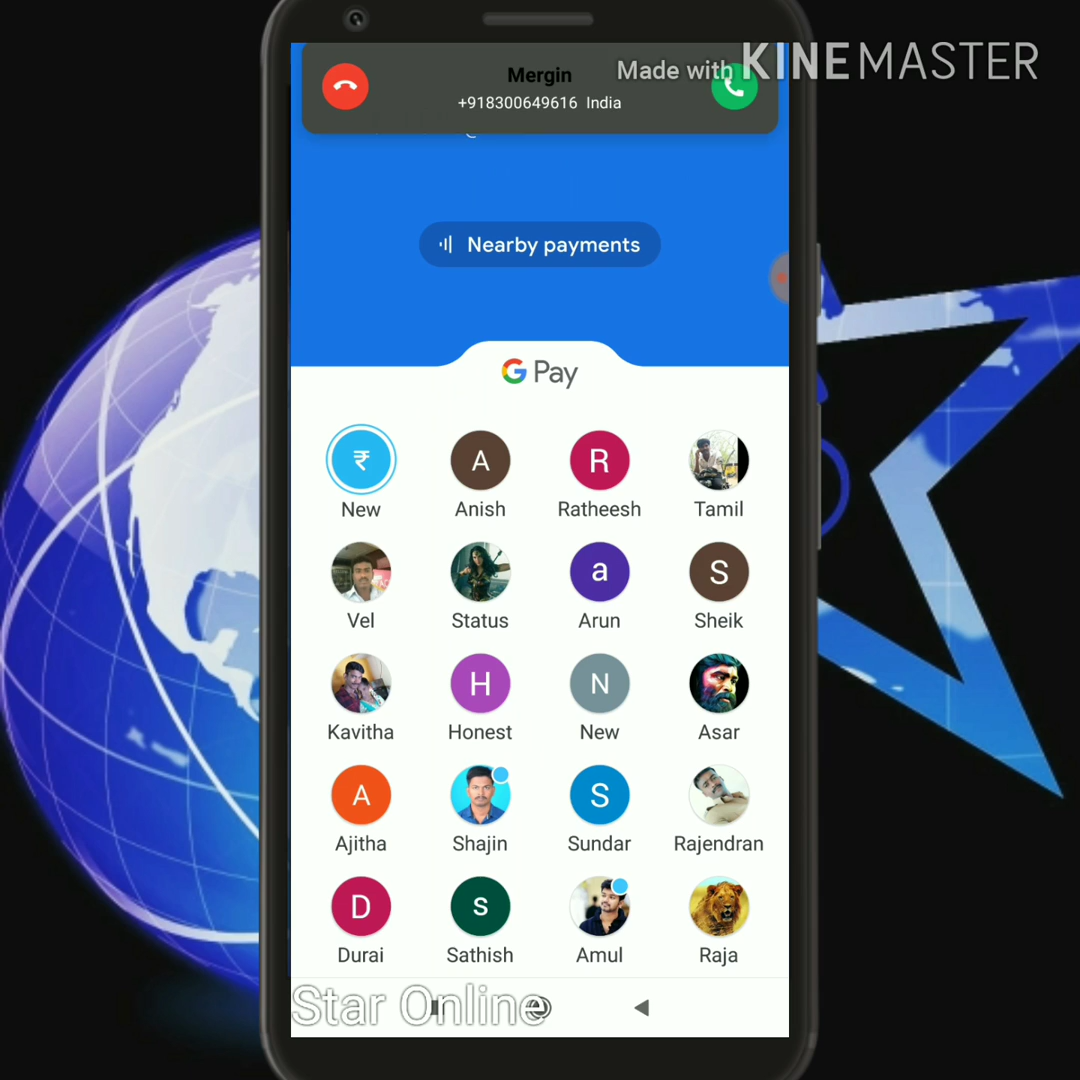 Made with KINEMASTER
Mergin
+918300649616 India
Nearby payments
G Pay
₹
A
R
New
Anish
Ratheesh
Tamil
a
S
Vel
Status
Arun
Sheik
H
N
Kavitha
Honest
New
Asar
A
S
Ajitha
Shajin
Sundar
Rajendran
D
s
Durai
Sathish
Amul
Raja
Star Online